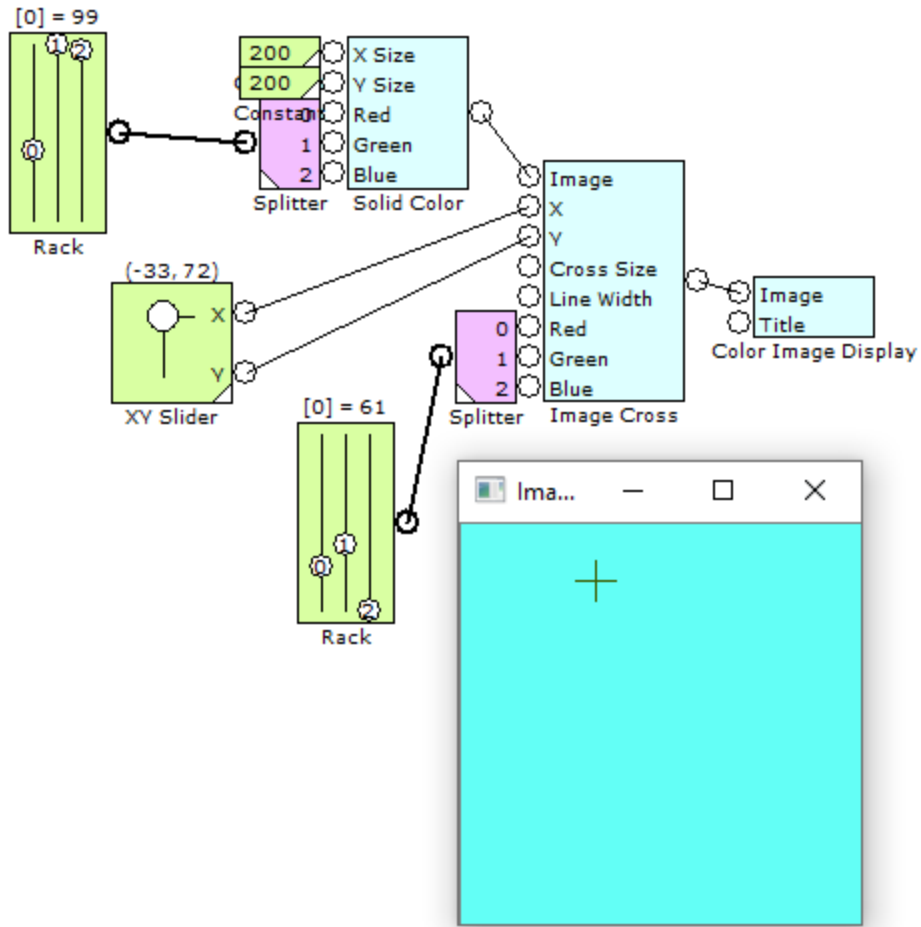 [0] = 99
0
1
2
Rack
200
200
Constant
0
1
2
Splitter
X Size
Y Size
Red
Green
Blue
Solid Color
(-33, 72)
X
Y
XY Slider
[0] = 61
0
1
2
Rack
0
1
2
Splitter
Image
X
Y
Cross Size
Line Width
Red
Green
Blue
Image Cross
Image
Title
Color Image Display
Ima...